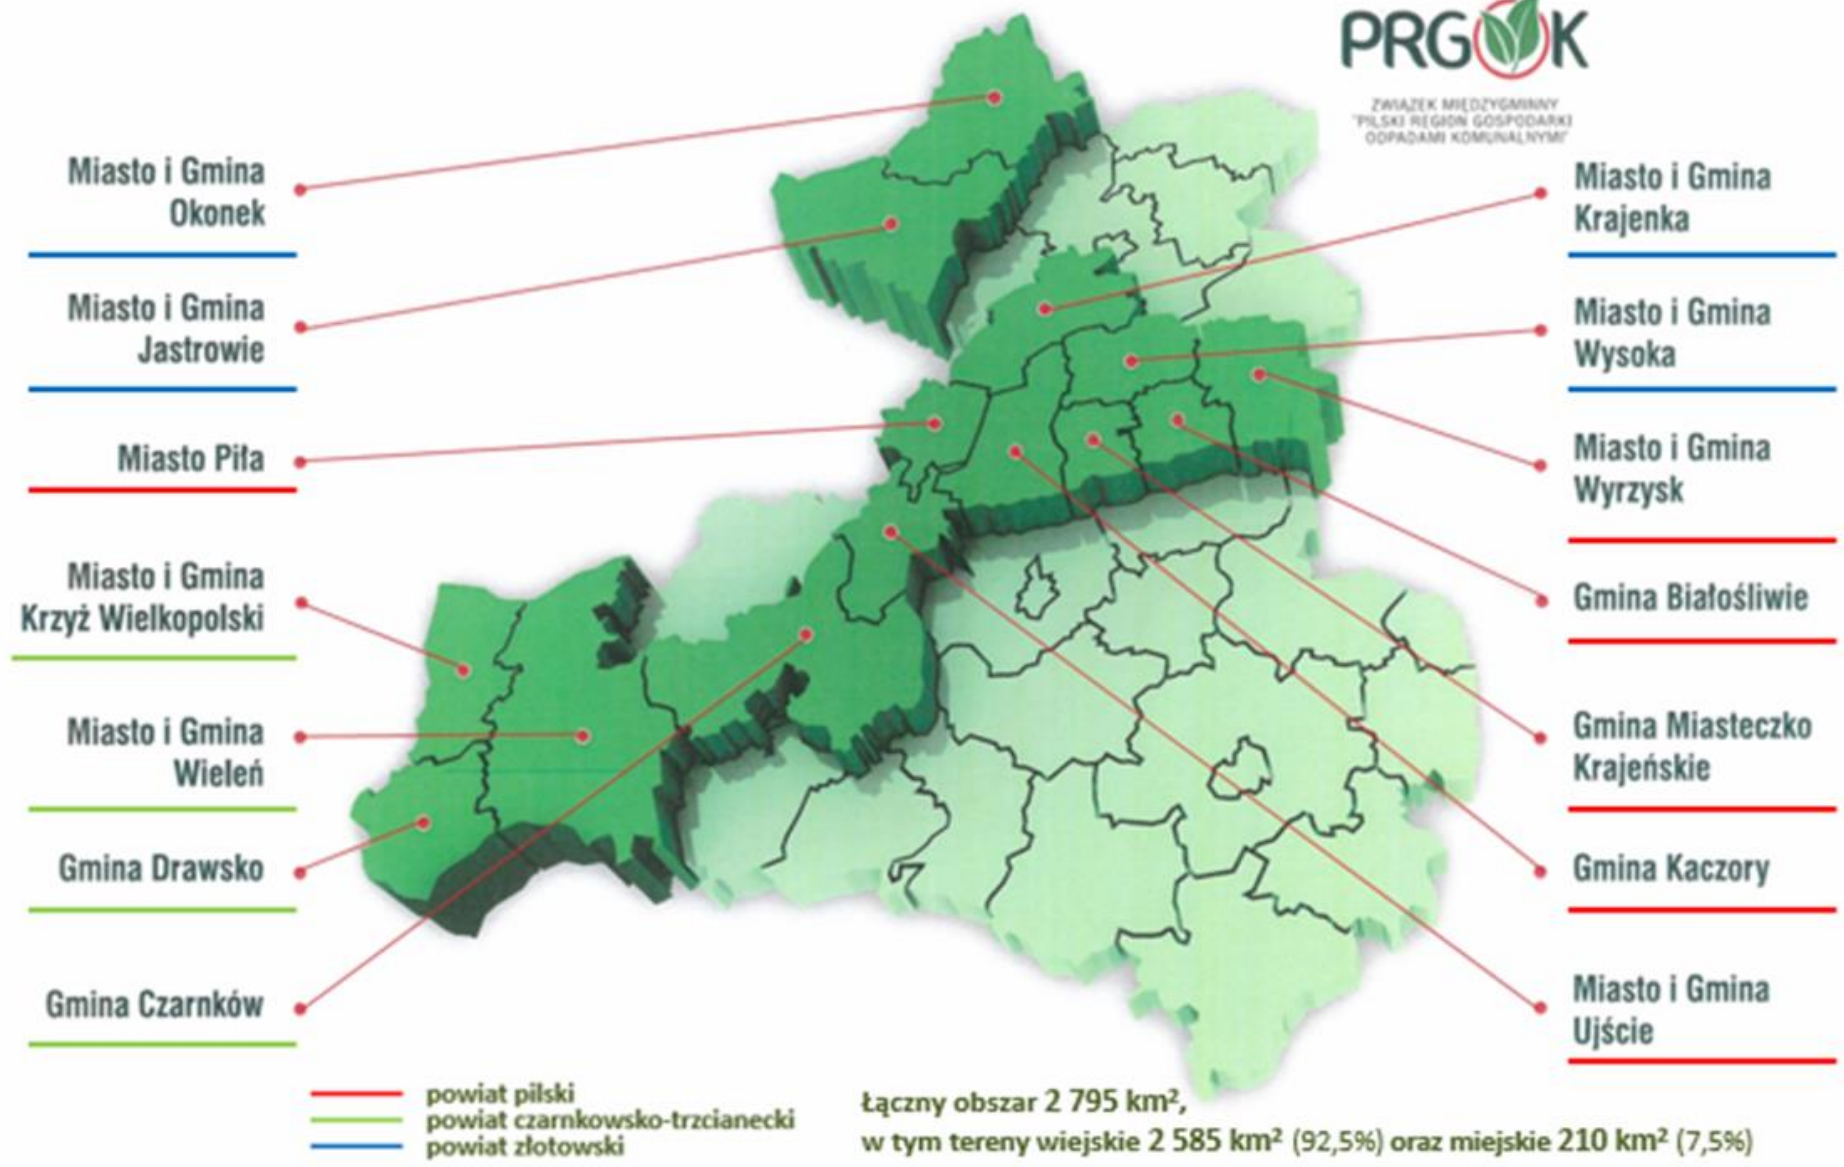 PRGOK
ZWIĄZEK MIĘDZYGMINNY
"PILSKI REGION GOSPODARKI
ODPADAMI KOMUNALNYMI"
Miasto i Gmina
Okonek
Miasto i Gmina
Jastrowie
Miasto Piła
Miasto i Gmina
Krzyż Wielkopolski
Miasto i Gmina
Wieleń
Gmina Drawsko
Gmina Czarnków
Miasto i Gmina
Krajenka
Miasto i Gmina
Wysoka
Miasto i Gmina
Wyrzysk
Gmina Białośliwie
Gmina Miasteczko
Krajeńskie
Gmina Kaczory
Miasto i Gmina
Ujście
powiat pilski
powiat czarnkowsko-trzcianecki
powiat złotowski
Łączny obszar 2 795 km²,
w tym tereny wiejskie 2 585 km² (92,5%) oraz miejskie 210 km² (7,5%)